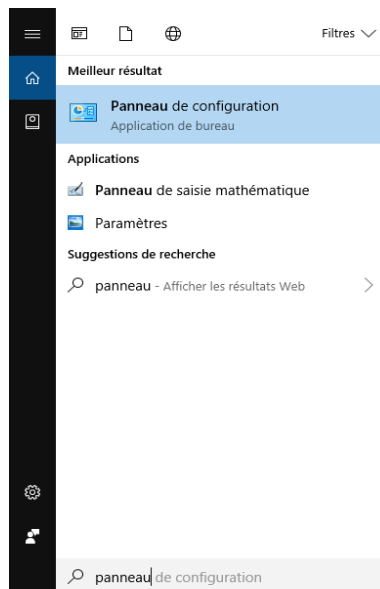 Filtres
Meilleur résultat
Panneau de configuration
Application de bureau
Applications
Panneau de saisie mathématique
Paramètres
Suggestions de recherche
panneau - Afficher les résultats Web
panneau de configuration